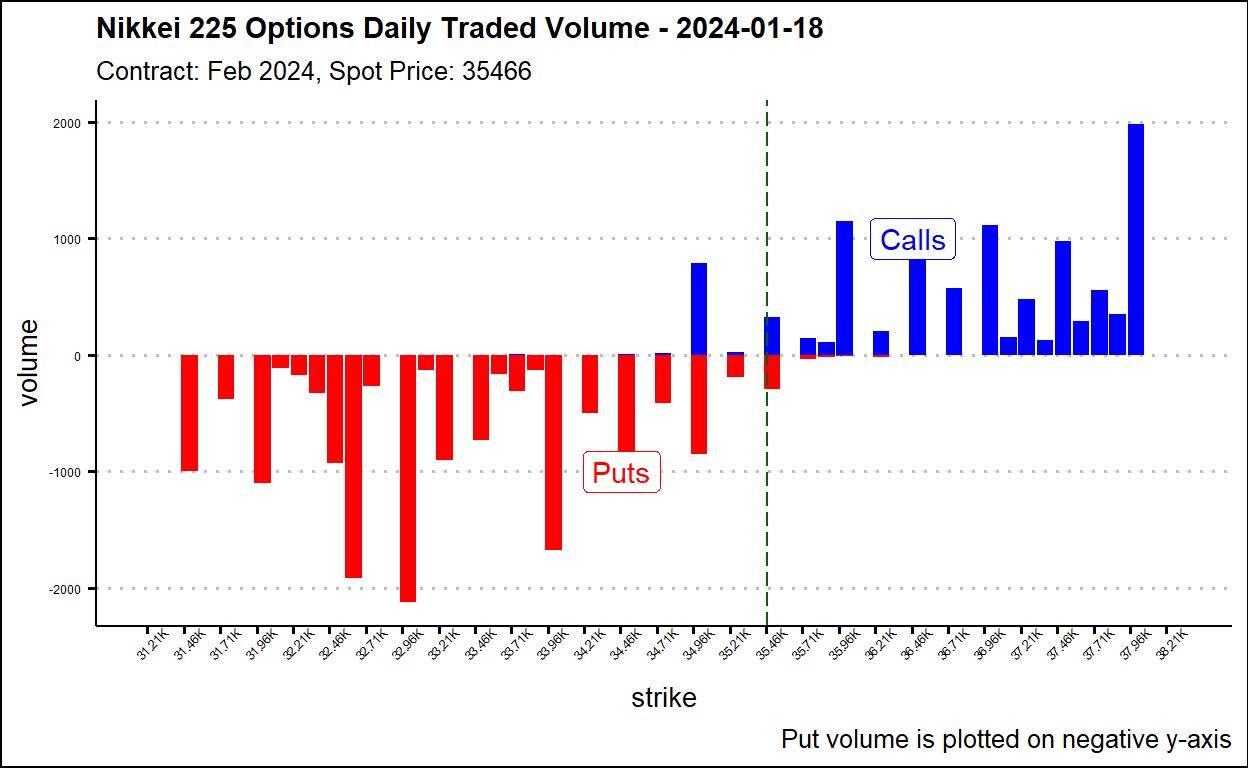 Nikkei 225 Options Daily Traded Volume - 2024-01-18
Contract: Feb 2024, Spot Price: 35466
2000
1000
0
-1000
-2000
volume
Calls
Puts
31.21K 31.46K 31.71K 31.96K 32.21K 32.46K 32.71K 32.96K 33.21K 33.46K 33.71K 33.96K 34.21K 34.46K 34.71K 34.96K 35.21K 35.46K 35.71K 35.96K 36.21K 36.46K 36.71K 36.96K 37.21K 37.46K 37.71K 37.96K 38.21K
strike
Put volume is plotted on negative y-axis